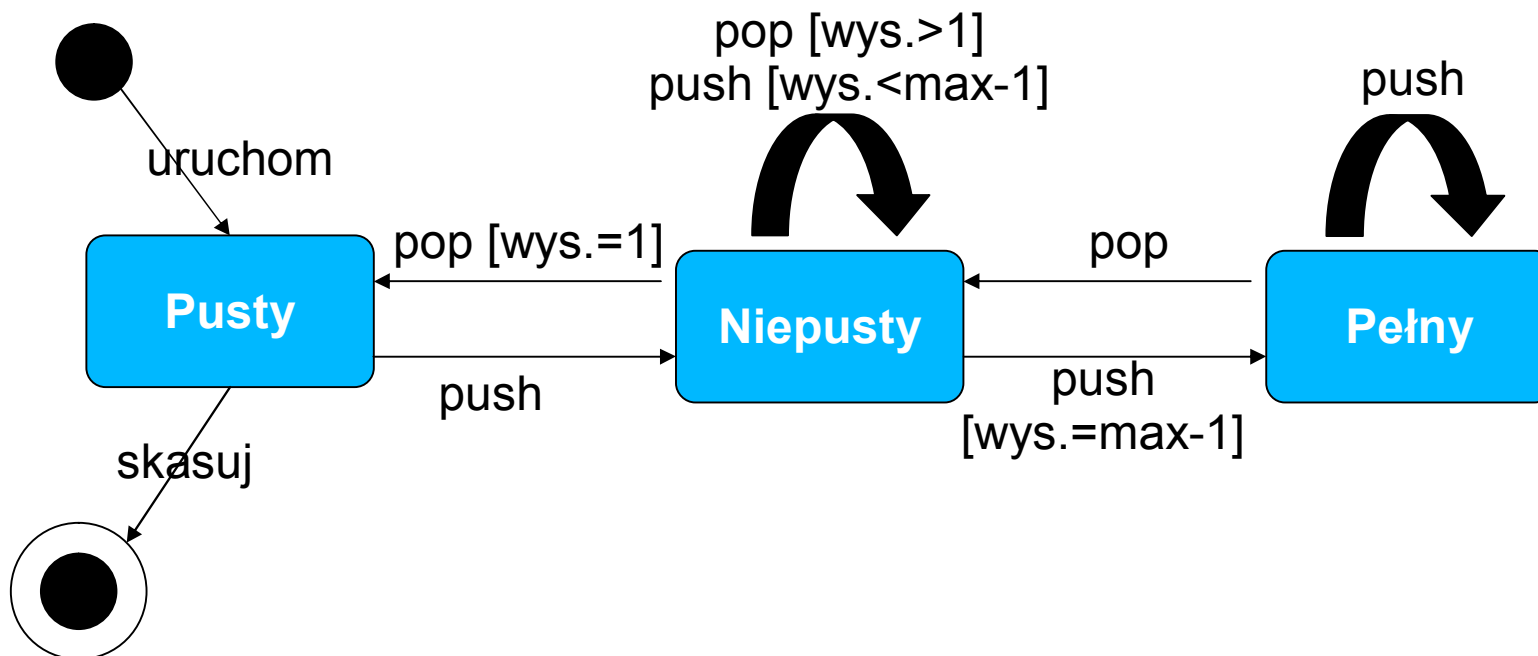 pop [wys.>1]
push [wys.<max-1]
push
uruchom
pop [wys.=1]
pop
Pusty
Niepusty
Pełny
push
push
[wys.=max-1]
skasuj